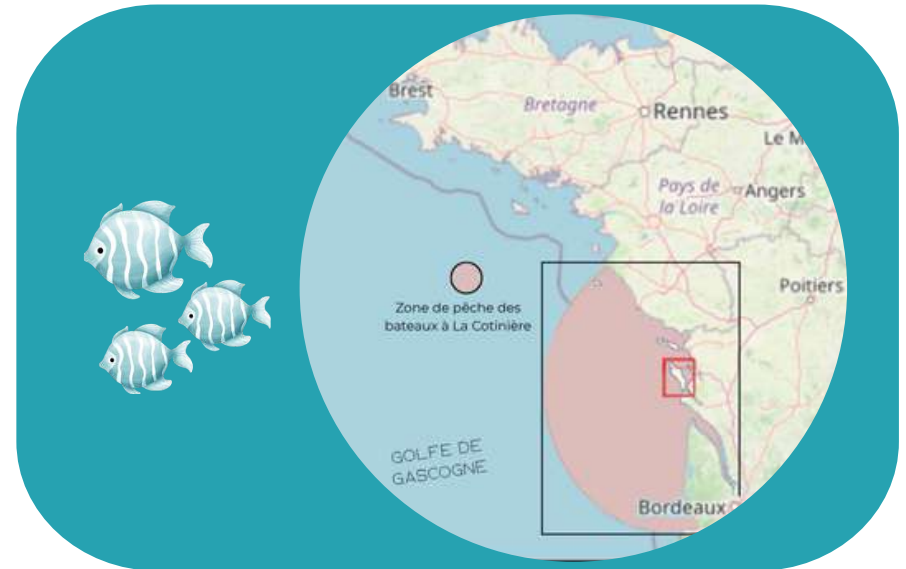 Brest
Bretagne
Rennes
Le M
Pays de
la Loire
Angers
Poitiers
Zone de pêche des
bateaux à La Cotinière
GOLFE DE
GASCOGNE
Bordeaux